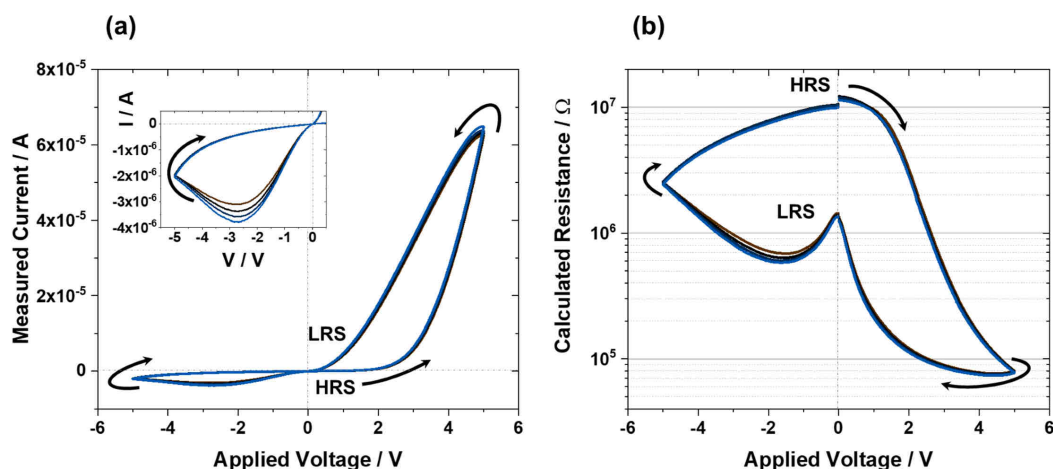 (a)
8x10⁻⁵
6x10⁻⁵
4x10⁻⁵
2x10⁻⁵
0
Measured Current / A
-6 -4 -2 0 2 4 6
Applied Voltage / V
I / A
0
-1x10⁻⁶
-2x10⁻⁶
-3x10⁻⁶
-4x10⁻⁶
-5 -4 -3 -2 -1 0
V / V
LRS
HRS
(b)
10⁷
10⁶
10⁵
Calculated Resistance / Ω
-6 -4 -2 0 2 4 6
Applied Voltage / V
HRS
LRS